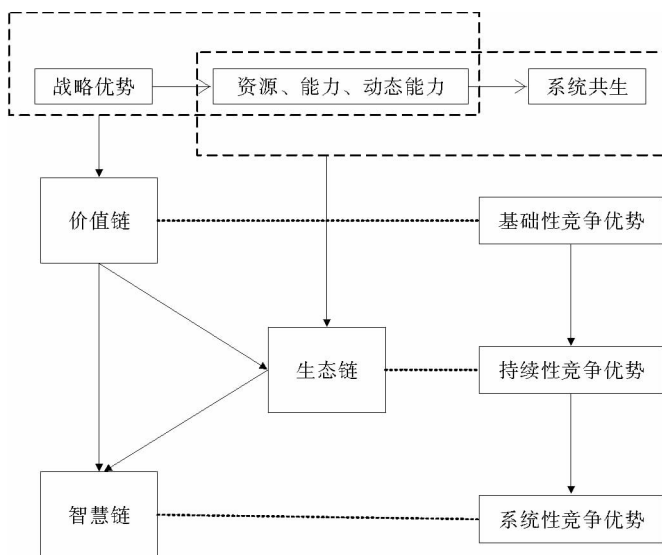 战略优势
资源、能力、动态能力
系统共生
价值链
基础性竞争优势
生态链
持续性竞争优势
智慧链
系统性竞争优势